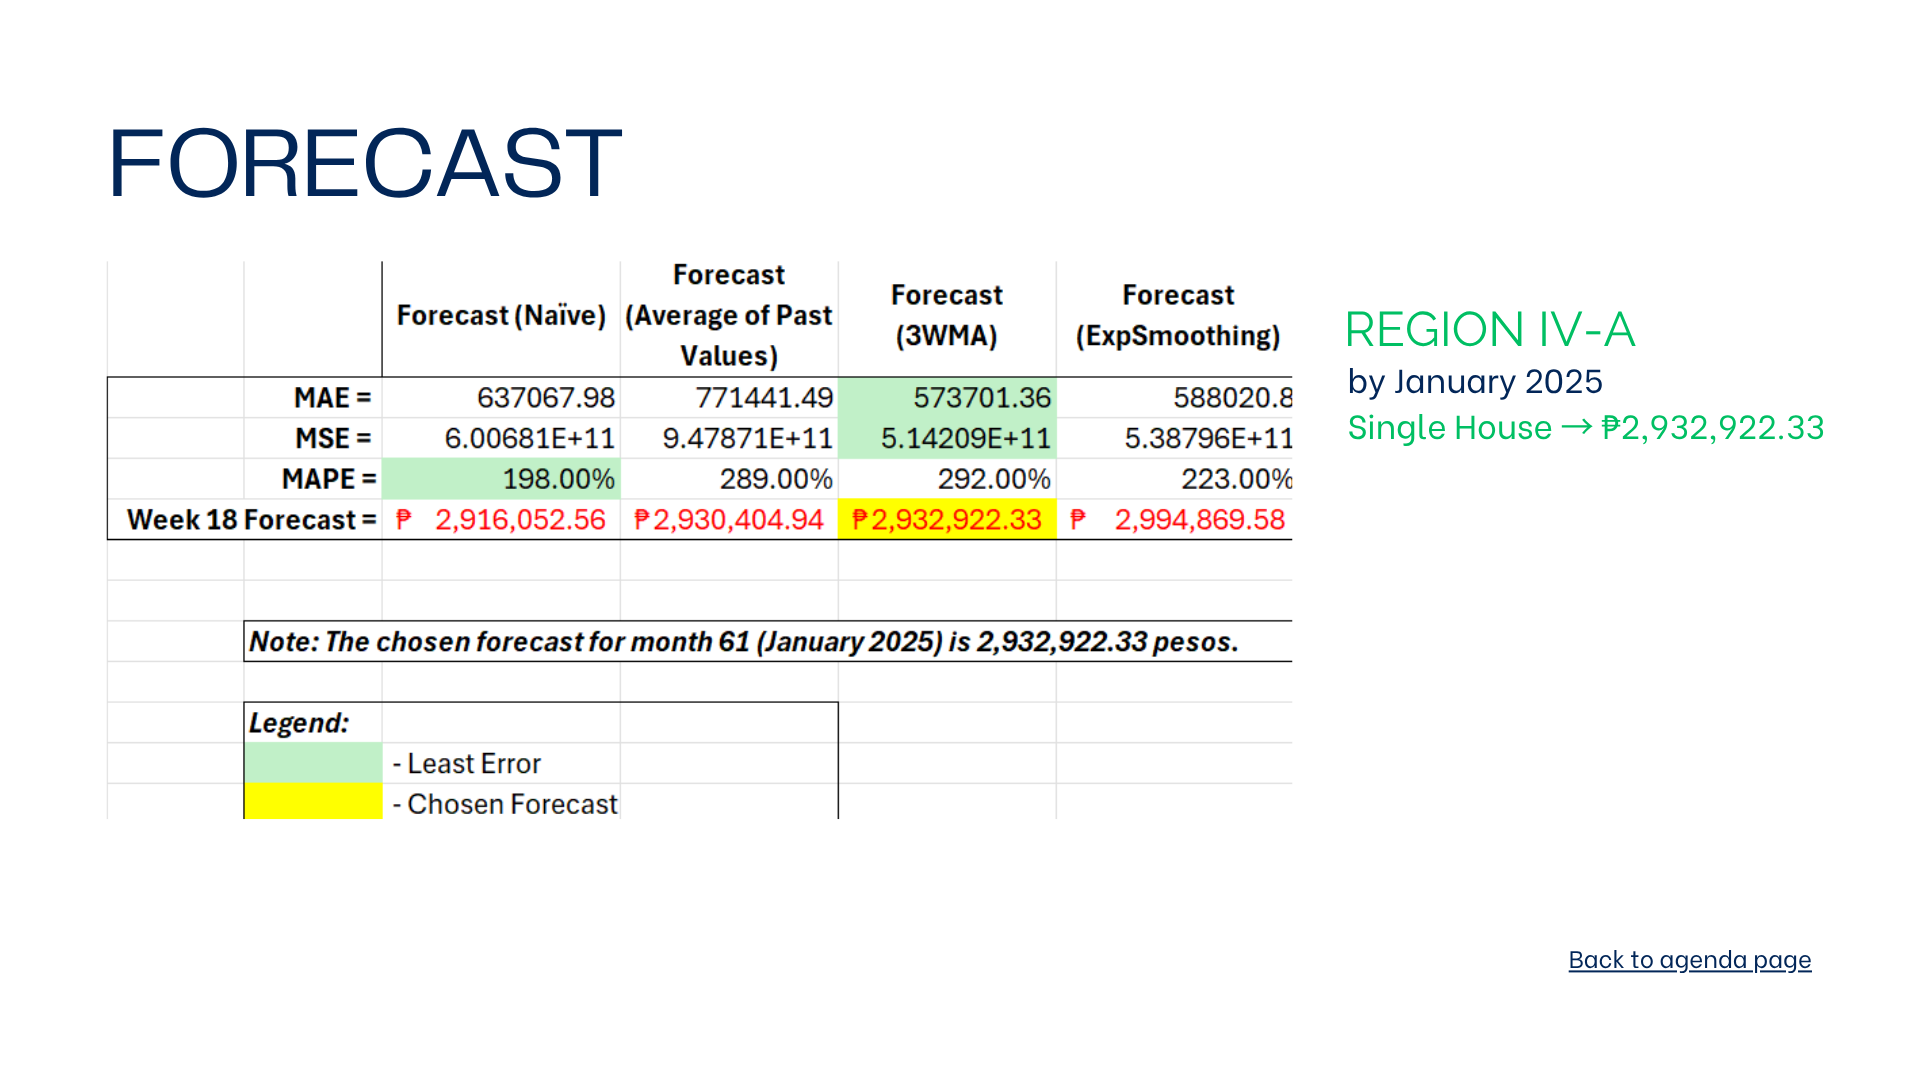 FORECAST
Forecast (Naïve) Forecast (Average of Past Values) Forecast (3WMA) Forecast (ExpSmoothing)
MAE = 637067.98 771441.49 573701.36 588020.8
MSE = 6.00681E+11 9.47871E+11 5.14209E+11 5.38796E+11
MAPE = 198.00% 289.00% 292.00% 223.00%
Week 18 Forecast = ₱ 2,916,052.56 ₱2,930,404.94 ₱2,932,922.33 ₱ 2,994,869.58
Note: The chosen forecast for month 61 (January 2025) is 2,932,922.33 pesos.
Legend:
- Least Error
- Chosen Forecast
REGION IV-A
by January 2025
Single House → ₱2,932,922.33
Back to agenda page